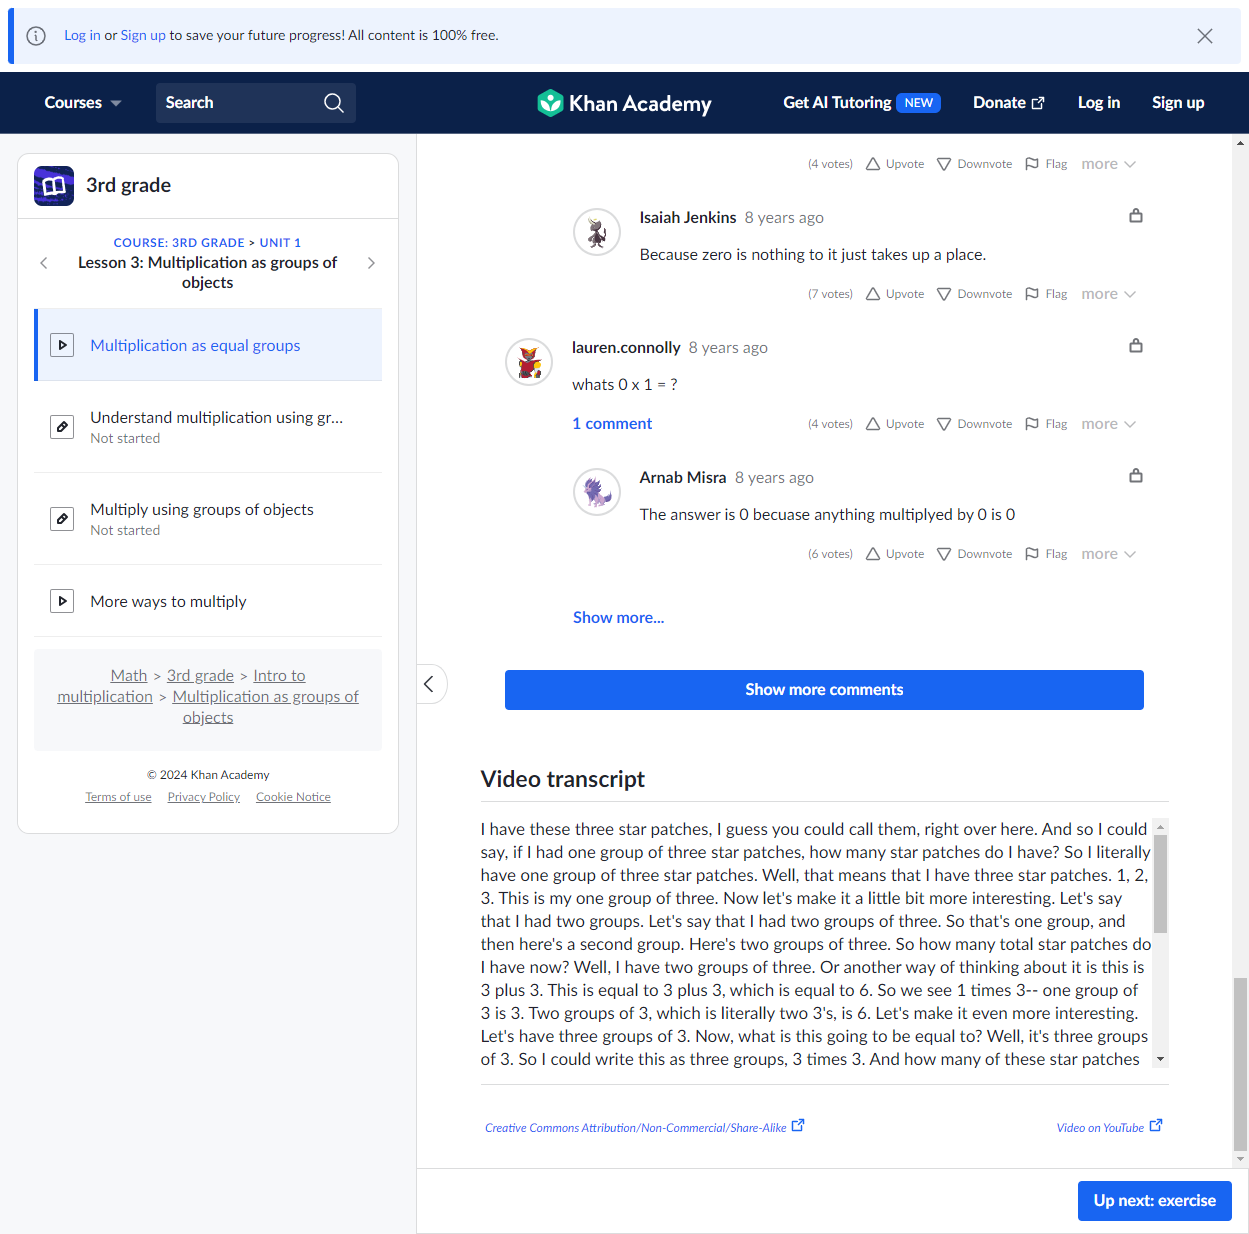 Log in or Sign up to save your future progress! All content is 100% free.
Courses
Search
Khan Academy
Get AI Tutoring NEW
Donate
Log in
Sign up
3rd grade
COURSE: 3RD GRADE > UNIT 1
Lesson 3: Multiplication as groups of
objects
Multiplication as equal groups
Understand multiplication using gr...
Not started
Multiply using groups of objects
Not started
More ways to multiply
Math > 3rd grade > Intro to
multiplication > Multiplication as groups of
objects
© 2024 Khan Academy
Terms of use Privacy Policy Cookie Notice
(4 votes) Upvote Downvote Flag more
Isaiah Jenkins 8 years ago
Because zero is nothing to it just takes up a place.
(7 votes) Upvote Downvote Flag more
lauren.connolly 8 years ago
whats 0 x 1 = ?
1 comment (4 votes) Upvote Downvote Flag more
Arnab Misra 8 years ago
The answer is 0 becuase anything multiplyed by 0 is 0
(6 votes) Upvote Downvote Flag more
Show more...
Show more comments
Video transcript
I have these three star patches, I guess you could call them, right over here. And so I could
say, if I had one group of three star patches, how many star patches do I have? So I literally
have one group of three star patches. Well, that means that I have three star patches. 1, 2,
3. This is my one group of three. Now let's make it a little bit more interesting. Let's say
that I had two groups. Let's say that I had two groups of three. So that's one group, and
then here's a second group. Here's two groups of three. So how many total star patches do
I have now? Well, I have two groups of three. Or another way of thinking about it is this is
3 plus 3. This is equal to 3 plus 3, which is equal to 6. So we see 1 times 3-- one group of
3 is 3. Two groups of 3, which is literally two 3's, is 6. Let's make it even more interesting.
Let's have three groups of 3. Now, what is this going to be equal to? Well, it's three groups
of 3. So I could write this as three groups, 3 times 3. And how many of these star patches
Creative Commons Attribution/Non-Commercial/Share-Alike
Video on YouTube
Up next: exercise